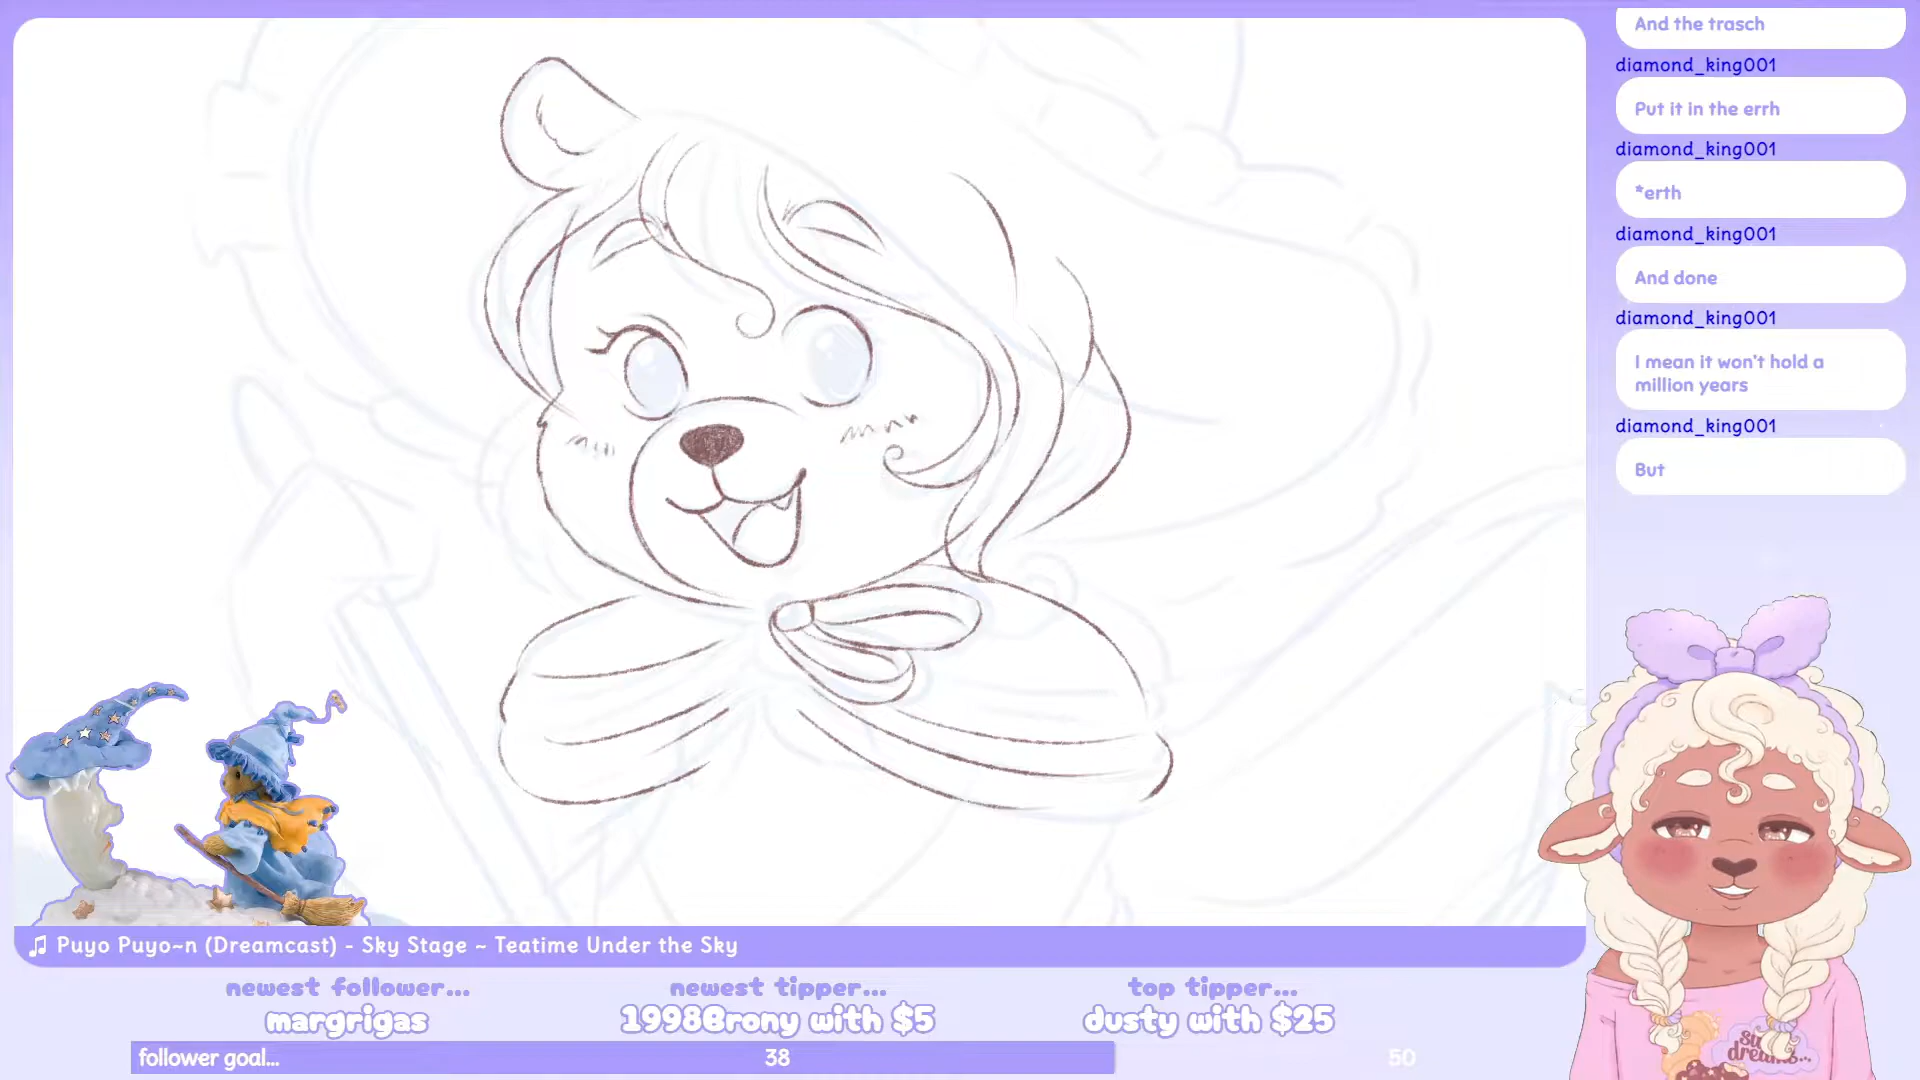 And the trasch
diamond_king001
Put it in the errh
diamond_king001
*erth
diamond_king001
And done
diamond_king001
I mean it won't hold a
million years
diamond_king001
But
♫ Puyo Puyo~n (Dreamcast) - Sky Stage ~ Teatime Under the Sky
newest follower...
margrigas
newest tipper...
1998Brony with $5
top tipper...
dusty with $25
follower goal...
38
50
dreams...